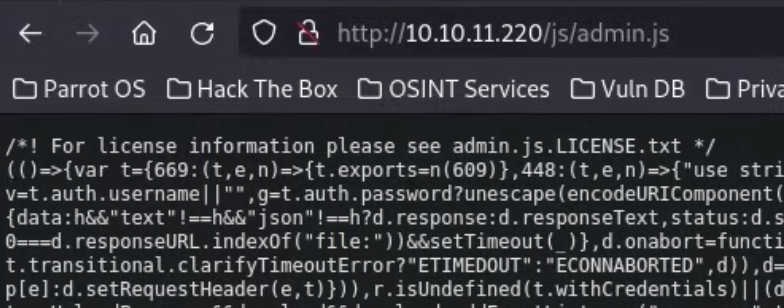 http://10.10.11.220/js/admin.js
Parrot OS Hack The Box OSINT Services Vuln DB Priva
/*! For license information please see admin.js.LICENSE.txt */
(()=>{var t={669:(t,e,n)=>{t.exports=n(609)},448:(t,e,n)=>{"use stri
v=t.auth.username||"",g=t.auth.password?unescape(encodeURIComponent(
{data:h&&"text"!==h&&"json"!==h?d.response:d.responseText,status:d.s
0===d.responseURL.indexOf("file:"))&&setTimeout(_)},d.onabort=functi
t.transitional.clarifyTimeoutError?"ETIMEDOUT":"ECONNABORTED",d)),d=
p[e]:d.setRequestHeader(e,t)})),r.isUndefined(t.withCredentials)||(d